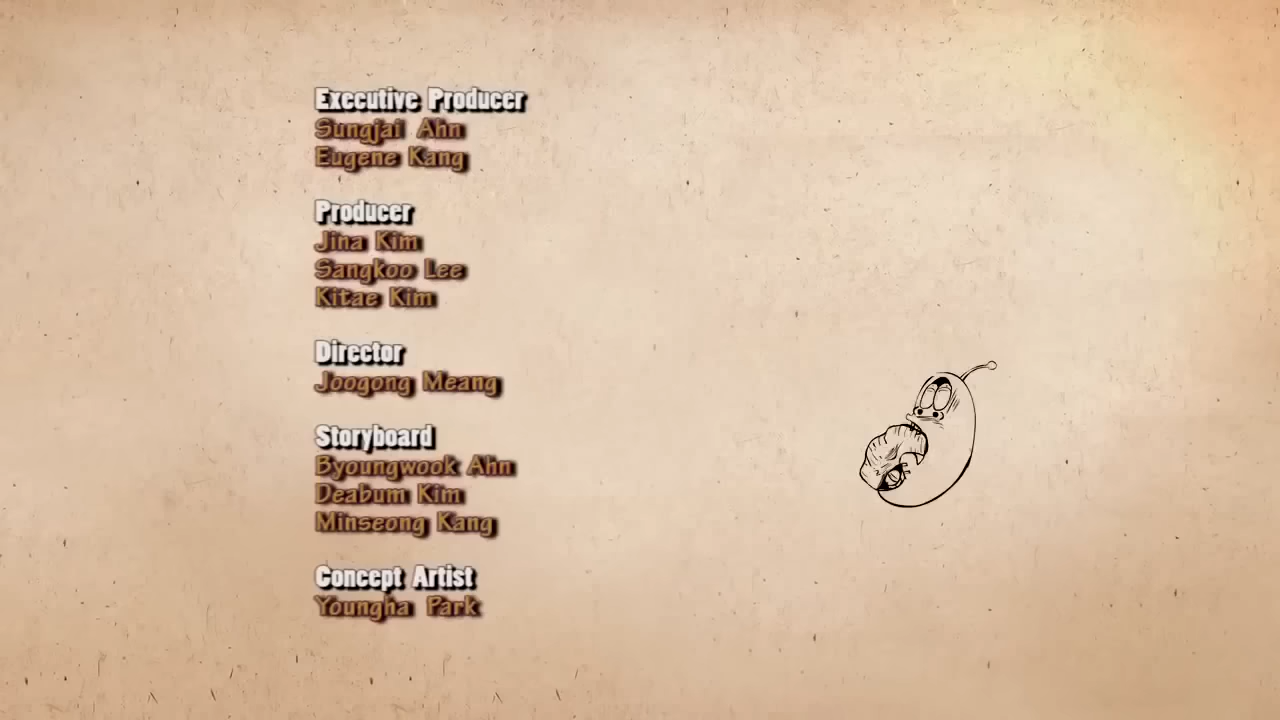 Executive Producer
Sungjai Ahn
Eugene Kang
Producer
Jina Kim
Sangkoo Lee
Kitae Kim
Director
Joogong Meang
Storyboard
Byoungwook Ahn
Deabum Kim
Minseong Kang
Concept Artist
Youngha Park